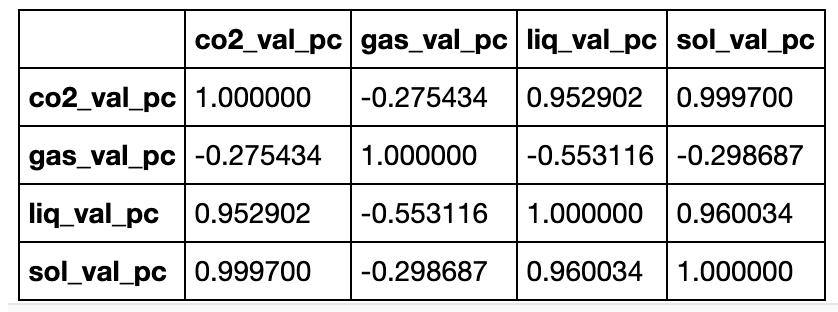 co2_val_pc gas_val_pc liq_val_pc sol_val_pc
co2_val_pc 1.000000 -0.275434 0.952902 0.999700
gas_val_pc -0.275434 1.000000 -0.553116 -0.298687
liq_val_pc 0.952902 -0.553116 1.000000 0.960034
sol_val_pc 0.999700 -0.298687 0.960034 1.000000